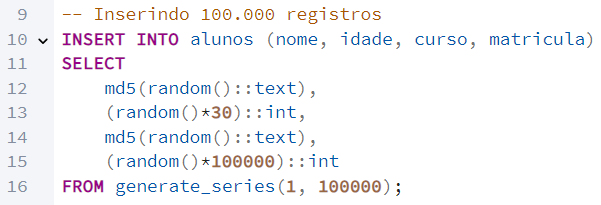 9 -- Inserindo 100.000 registros
10 INSERT INTO alunos (nome, idade, curso, matricula)
11 SELECT
12 md5(random()::text),
13 (random()*30)::int,
14 md5(random()::text),
15 (random()*100000)::int
16 FROM generate_series(1, 100000);